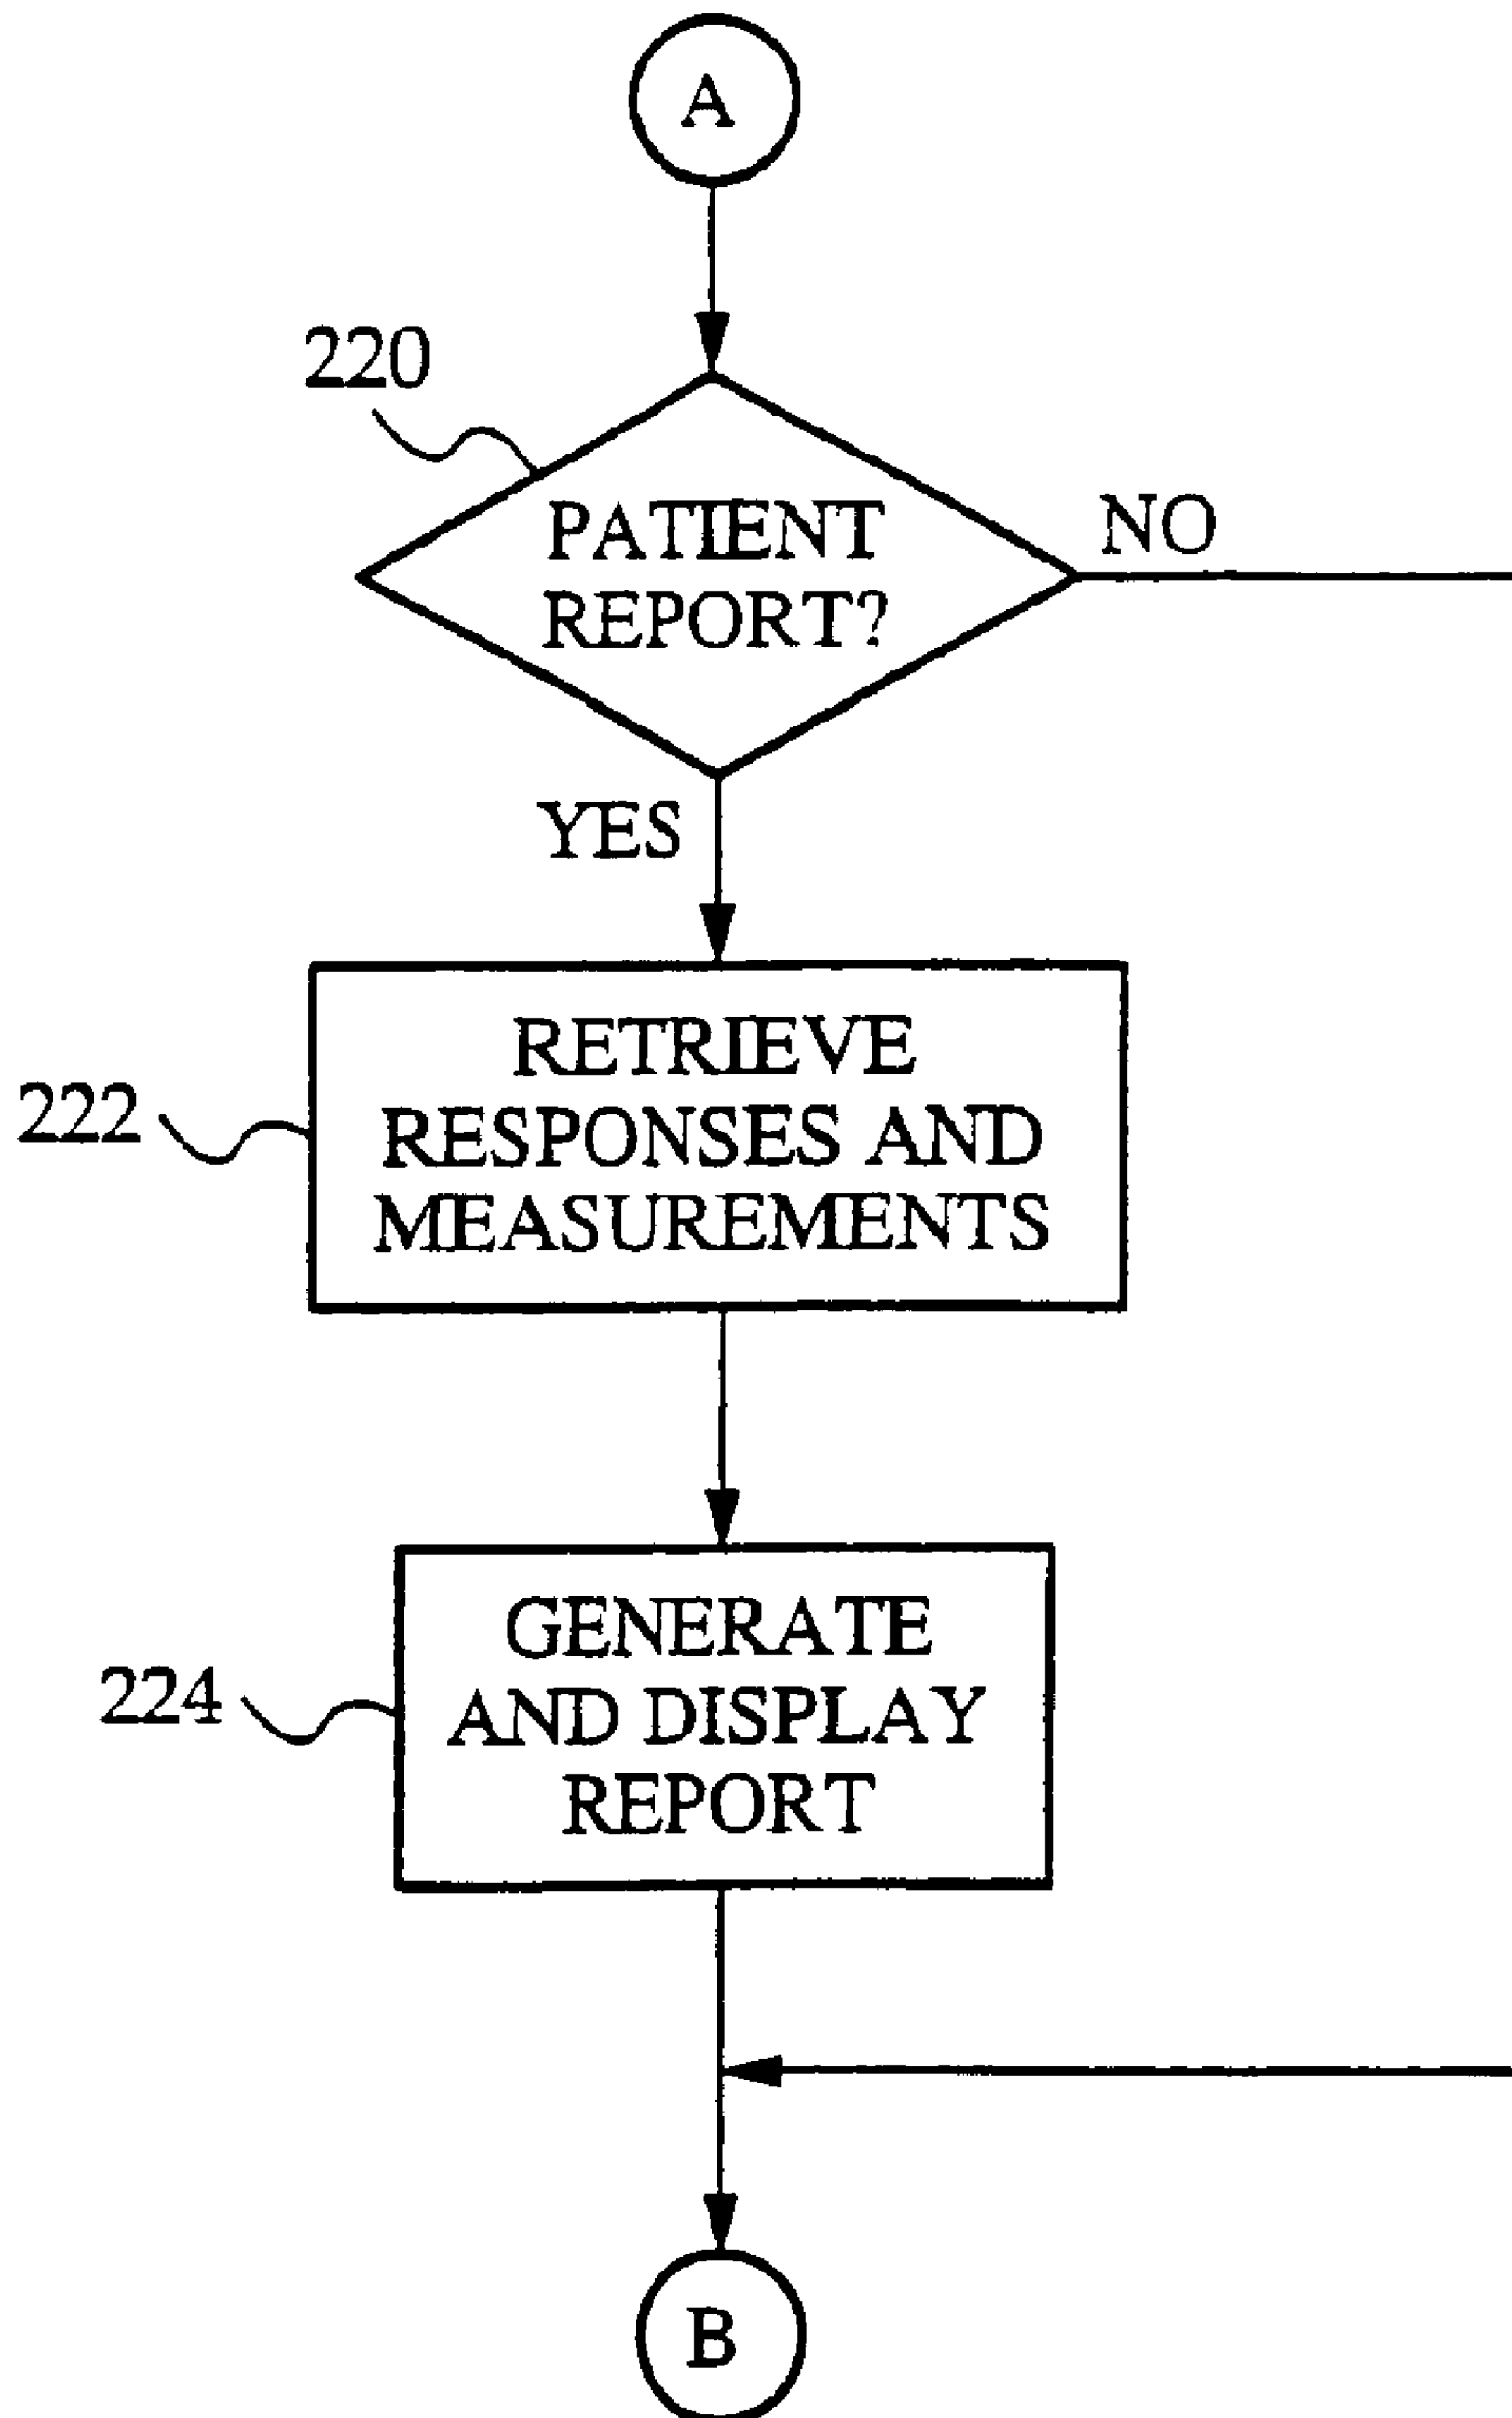 A
220
PATIENT
REPORT?
NO
YES
RETRIEVE
RESPONSES AND
MEASUREMENTS
222
GENERATE
AND DISPLAY
REPORT
224
B